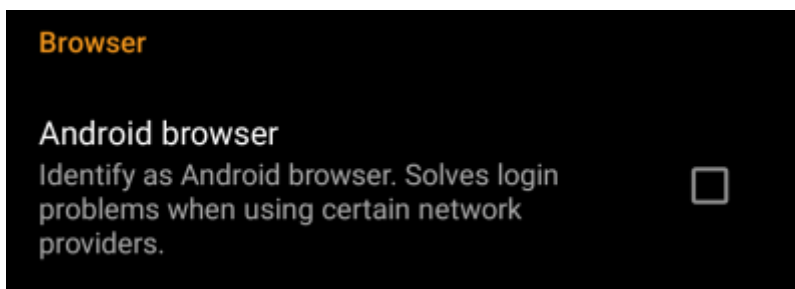 Browser
Android browser
Identify as Android browser. Solves login
problems when using certain network
providers.